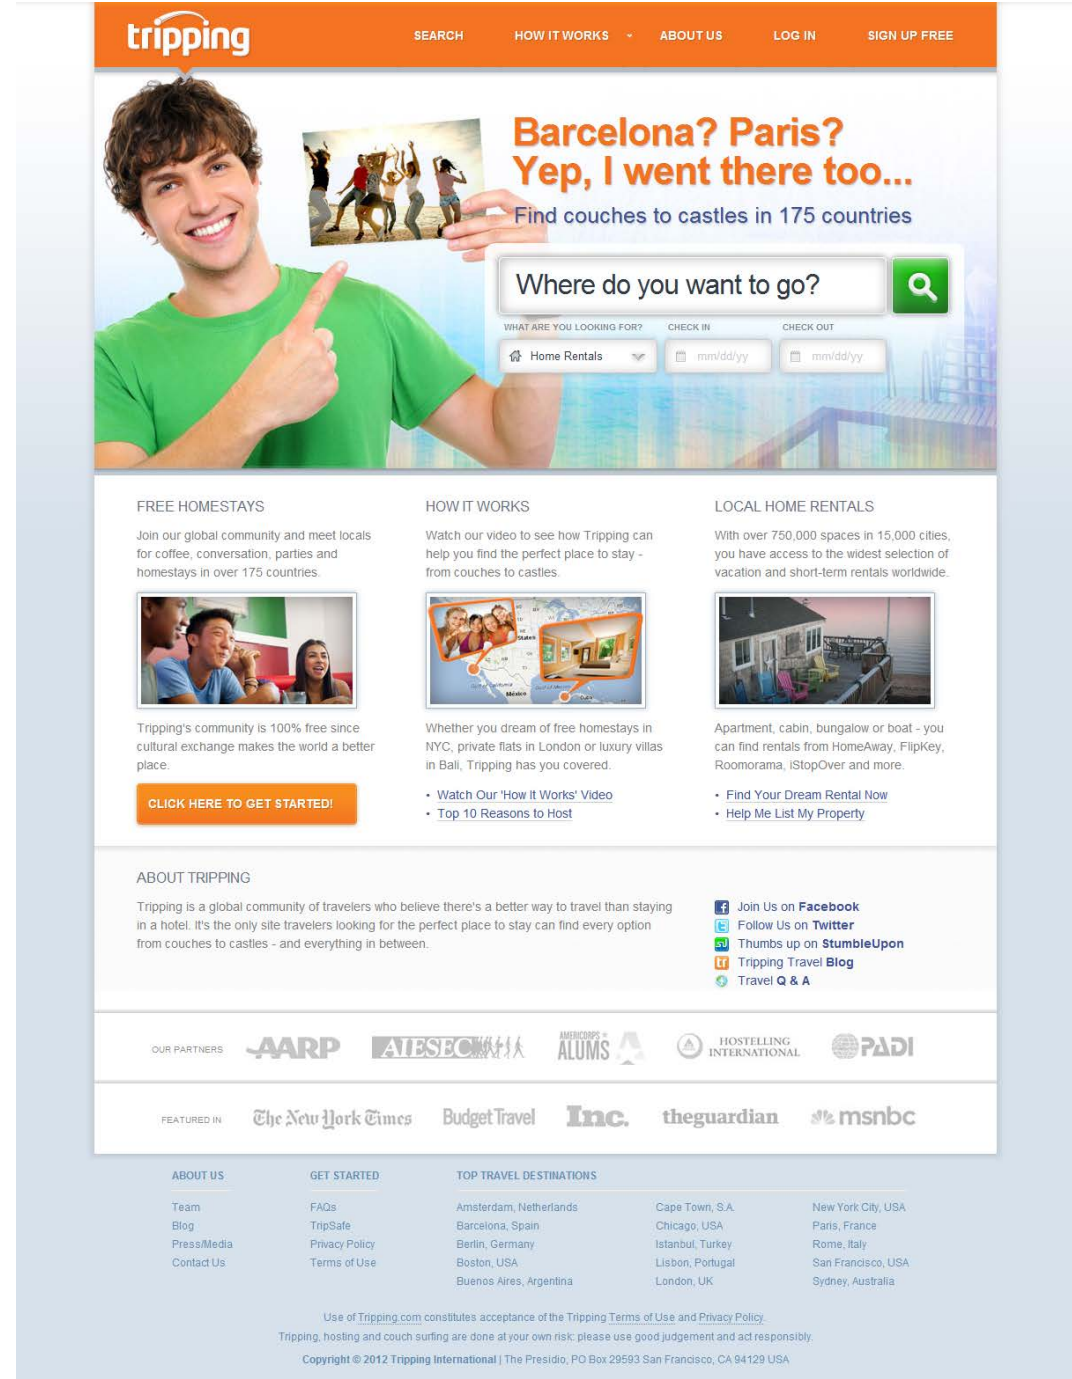 tripping
SEARCH HOW IT WORKS ABOUT US LOG IN SIGN UP FREE
Barcelona? Paris?
Yep, I went there too...
Find couches to castles in 175 countries
Where do you want to go?
WHAT ARE YOU LOOKING FOR? CHECK IN CHECK OUT
Home Rentals mm/dd/yy mm/dd/yy
FREE HOMESTAYS
Join our global community and meet locals
for coffee, conversation, parties and
homestays in over 175 countries.
Tripping's community is 100% free since
cultural exchange makes the world a better
place.
CLICK HERE TO GET STARTED!
HOW IT WORKS
Watch our video to see how Tripping can
help you find the perfect place to stay -
from couches to castles.
México
Cuba
Whether you dream of free homestays in
NYC, private flats in London or luxury villas
in Bali, Tripping has you covered.
• Watch Our 'How It Works' Video
• Top 10 Reasons to Host
LOCAL HOME RENTALS
With over 750,000 spaces in 15,000 cities,
you have access to the widest selection of
vacation and short-term rentals worldwide.
Apartment, cabin, bungalow or boat - you
can find rentals from HomeAway, FlipKey,
Roomorama, iStopOver and more.
• Find Your Dream Rental Now
• Help Me List My Property
ABOUT TRIPPING
Tripping is a global community of travelers who believe there's a better way to travel than staying
in a hotel. It's the only site travelers looking for the perfect place to stay can find every option
from couches to castles - and everything in between.
Join Us on Facebook
Follow Us on Twitter
Thumbs up on StumbleUpon
Tripping Travel Blog
Travel Q & A
OUR PARTNERS AARP AIESEC AMERICORPS ALUMS HOSTELLING INTERNATIONAL PADI
FEATURED IN The New York Times Budget Travel Inc. theguardian msnbc
ABOUT US
Team
Blog
Press/Media
Contact Us
GET STARTED
FAQs
TripSafe
Privacy Policy
Terms of Use
TOP TRAVEL DESTINATIONS
Amsterdam, Netherlands
Barcelona, Spain
Berlin, Germany
Boston, USA
Buenos Aires, Argentina
Cape Town, S.A.
Chicago, USA
Istanbul, Turkey
Lisbon, Portugal
London, UK
New York City, USA
Paris, France
Rome, Italy
San Francisco, USA
Sydney, Australia
Use of Tripping.com constitutes acceptance of the Tripping Terms of Use and Privacy Policy.
Tripping, hosting and couch surfing are done at your own risk: please use good judgement and act responsibly.
Copyright © 2012 Tripping International | The Presidio, PO Box 29593 San Francisco, CA 94129 USA